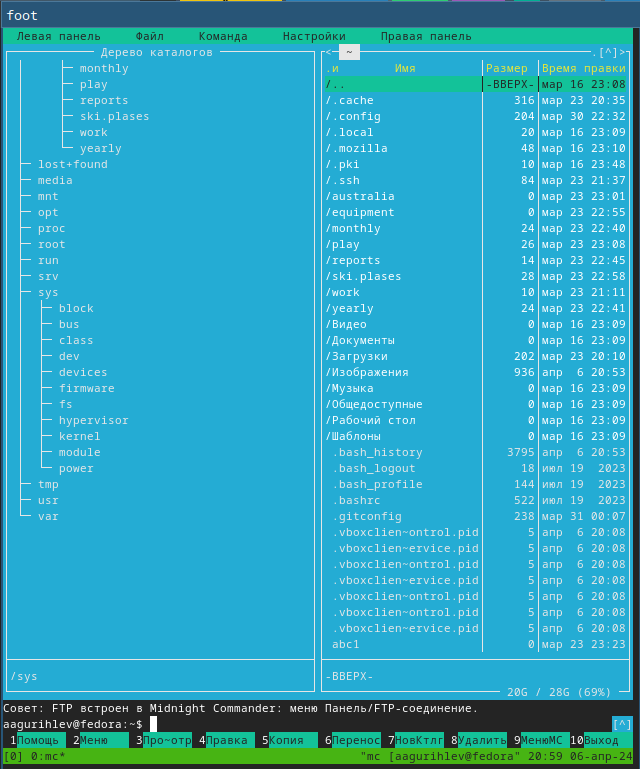 foot
Левая панель Файл Команда Настройки Правая панель
Дерево каталогов
monthly
play
reports
ski.plases
work
yearly
lost+found
media
mnt
opt
proc
root
run
srv
sys
block
bus
class
dev
devices
firmware
fs
hypervisor
kernel
module
power
tmp
usr
var
/sys
<─ ~ .[^]>
.и Имя Размер Время правки
/.. -ВВЕРХ- мар 16 23:08
/.cache 316 мар 23 20:35
/.config 204 мар 30 22:32
/.local 20 мар 16 23:09
/.mozilla 48 мар 16 23:10
/.pki 10 мар 16 23:48
/.ssh 84 мар 23 21:37
/australia 0 мар 23 23:01
/equipment 0 мар 23 22:55
/monthly 24 мар 23 22:40
/play 26 мар 23 23:08
/reports 14 мар 23 22:45
/ski.plases 28 мар 23 22:58
/work 10 мар 23 21:11
/yearly 24 мар 23 22:41
/Видео 0 мар 16 23:09
/Документы 0 мар 16 23:09
/Загрузки 202 мар 23 20:10
/Изображения 936 апр 6 20:53
/Музыка 0 мар 16 23:09
/Общедоступные 0 мар 16 23:09
/Рабочий стол 0 мар 16 23:09
/Шаблоны 0 мар 16 23:09
.bash_history 3795 апр 6 20:53
.bash_logout 18 июл 19 2023
.bash_profile 144 июл 19 2023
.bashrc 522 июл 19 2023
.gitconfig 238 мар 31 00:07
.vboxclien~ontrol.pid 5 апр 6 20:08
.vboxclien~ervice.pid 5 апр 6 20:08
.vboxclien~ontrol.pid 5 апр 6 20:08
.vboxclien~ervice.pid 5 апр 6 20:08
.vboxclien~ontrol.pid 5 апр 6 20:08
.vboxclien~ontrol.pid 5 апр 6 20:08
.vboxclien~ervice.pid 5 апр 6 20:08
abc1 0 мар 23 23:23
-ВВЕРХ-
20G / 28G (69%)
Совет: FTP встроен в Midnight Commander: меню Панель/FTP-соединение.
aagurihlev@fedora:~$ [^]
1Помощь 2Меню 3Про~отр 4Правка 5Копия 6Перенос 7НовКтлг 8Удалить 9МенюMC 10Выход
[0] 0:mc* "mc [aagurihlev@fedora" 20:59 06-апр-24